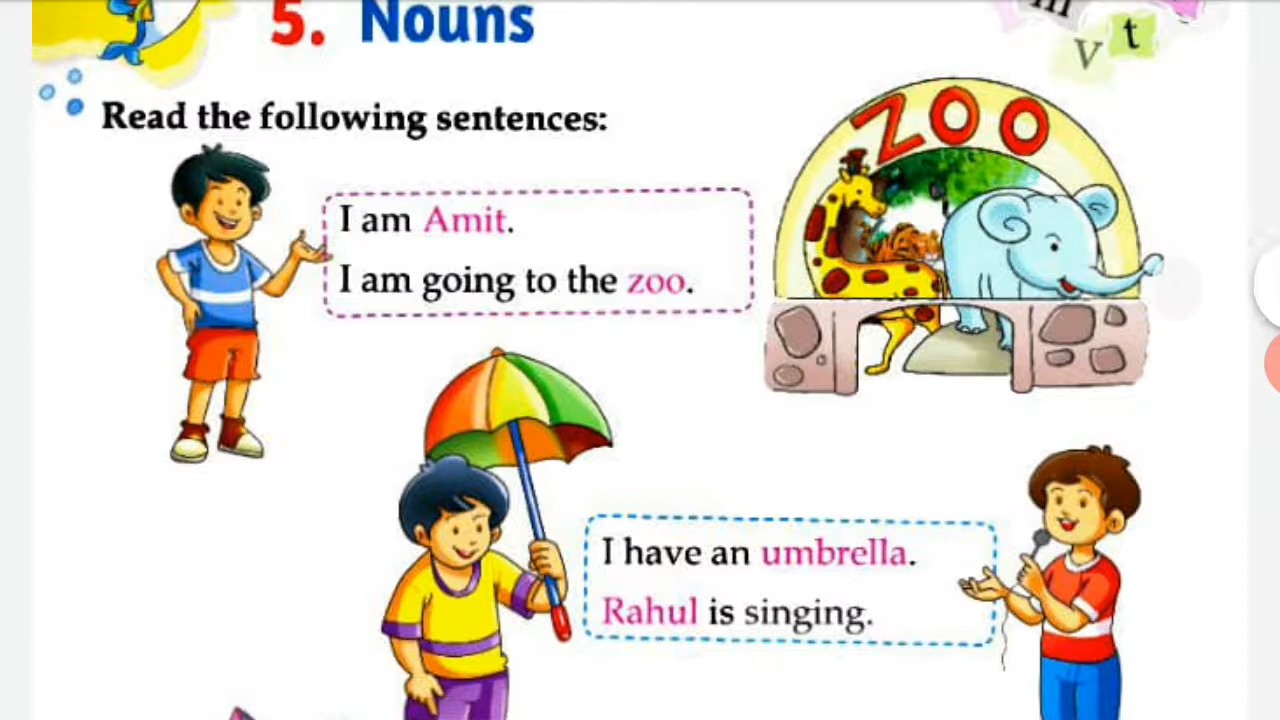 m
t
v
5. Nouns
Read the following sentences:
ZOO
I am Amit.
I am going to the zoo.
I have an umbrella.
Rahul is singing.